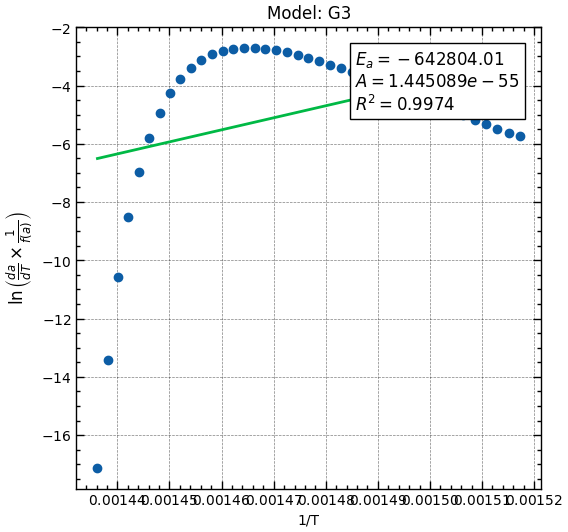 Model: G3
−2
−4
−6
−8
−10
−12
−14
−16
ln(da/dT × 1/f(a))
E_a = −642804.01
A = 1.445089e − 55
R² = 0.9974
0.00144 0.00145 0.00146 0.00147 0.00148 0.00149 0.00150 0.00151 0.00152
1/T